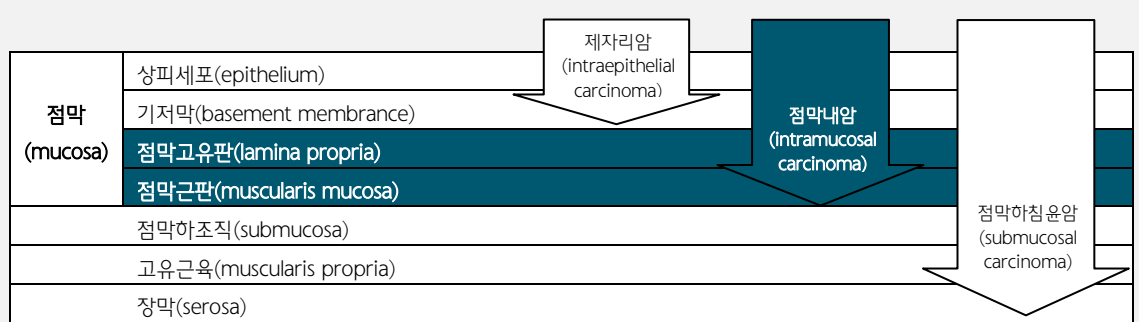 제자리암
(intraepithelial
carcinoma)
점막
(mucosa)
상피세포(epithelium)
기저막(basement membrance)
점막고유판(lamina propria)
점막근판(muscularis mucosa)
점막내암
(intramucosal
carcinoma)
점막하조직(submucosa)
고유근육(muscularis propria)
장막(serosa)
점막하침윤암
(submucosal
carcinoma)